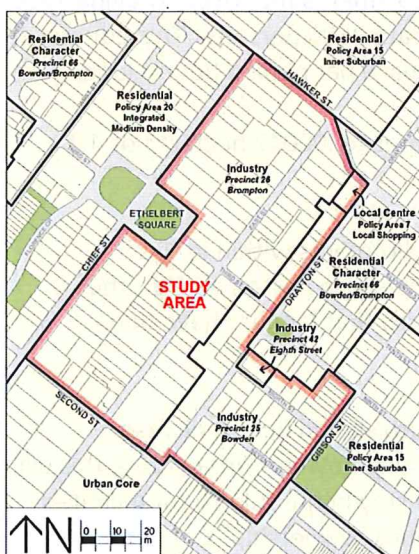 Residential
Character
Precinct 66
Bowden/Brompton
Residential
Policy Area 20
Integrated
Medium Density
Residential
Policy Area 15
Inner Suburban
HAWKER ST
Industry
Precinct 26
Brompton
DRAYTON ST
Local Centre
Policy Area 7
Local Shopping
ETHELBERT
SQUARE
CHIEF ST
DRAYTON ST
Residential
Character
Precinct 66
Bowden/Brompton
STUDY
AREA
Industry
Precinct 42
Eighth Street
SECOND ST
Industry
Precinct 25
Bowden
GIBSON ST
Residential
Policy Area 15
Inner Suburban
Urban Core
N
0 10 20
m